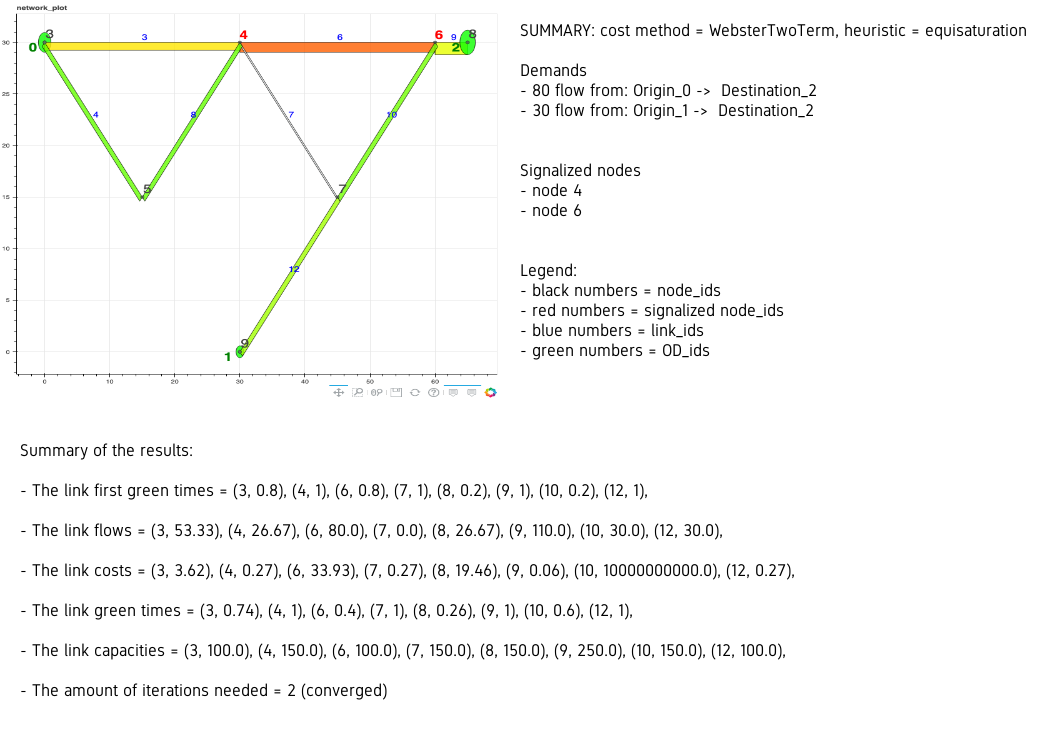 network_plot
3
4
6
8
0
3
6
9
2
30
25
4
8
7
10
20
5
7
15
10
12
5
9
1
0
0
10
20
30
40
50
60
SUMMARY: cost method = WebsterTwoTerm, heuristic = equisaturation
Demands
- 80 flow from: Origin_0 -> Destination_2
- 30 flow from: Origin_1 -> Destination_2
Signalized nodes
- node 4
- node 6
Legend:
- black numbers = node_ids
- red numbers = signalized node_ids
- blue numbers = link_ids
- green numbers = OD_ids
Summary of the results:
- The link first green times = (3, 0.8), (4, 1), (6, 0.8), (7, 1), (8, 0.2), (9, 1), (10, 0.2), (12, 1),
- The link flows = (3, 53.33), (4, 26.67), (6, 80.0), (7, 0.0), (8, 26.67), (9, 110.0), (10, 30.0), (12, 30.0),
- The link costs = (3, 3.62), (4, 0.27), (6, 33.93), (7, 0.27), (8, 19.46), (9, 0.06), (10, 10000000000.0), (12, 0.27),
- The link green times = (3, 0.74), (4, 1), (6, 0.4), (7, 1), (8, 0.26), (9, 1), (10, 0.6), (12, 1),
- The link capacities = (3, 100.0), (4, 150.0), (6, 100.0), (7, 150.0), (8, 150.0), (9, 250.0), (10, 150.0), (12, 100.0),
- The amount of iterations needed = 2 (converged)